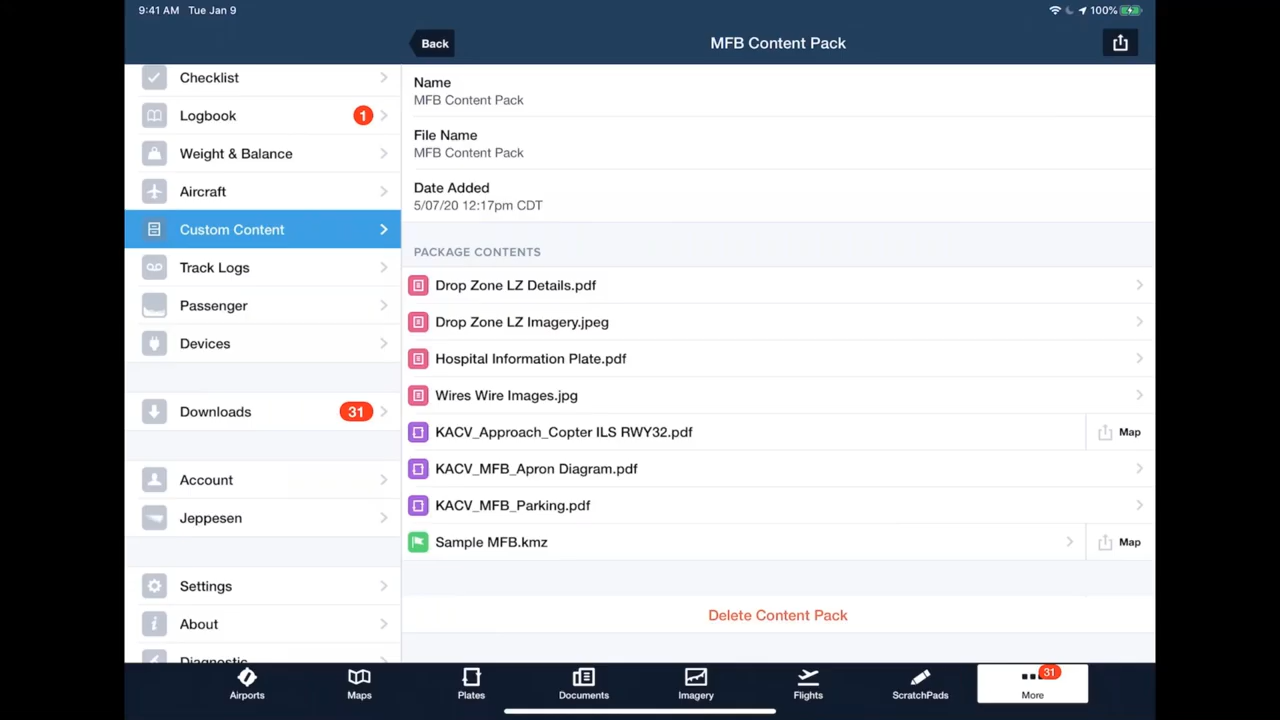 9:41 AM Tue Jan 9
100%
Back
MFB Content Pack
Checklist
Logbook 1
Weight & Balance
Aircraft
Custom Content
Track Logs
Passenger
Devices
Downloads 31
Account
Jeppesen
Settings
About
Diagnostic
Name
MFB Content Pack
File Name
MFB Content Pack
Date Added
5/07/20 12:17pm CDT
PACKAGE CONTENTS
Drop Zone LZ Details.pdf
Drop Zone LZ Imagery.jpeg
Hospital Information Plate.pdf
Wires Wire Images.jpg
KACV_Approach_Copter ILS RWY32.pdf Map
KACV_MFB_Apron Diagram.pdf
KACV_MFB_Parking.pdf
Sample MFB.kmz Map
Delete Content Pack
Airports
Maps
Plates
Documents
Imagery
Flights
ScratchPads
31
More